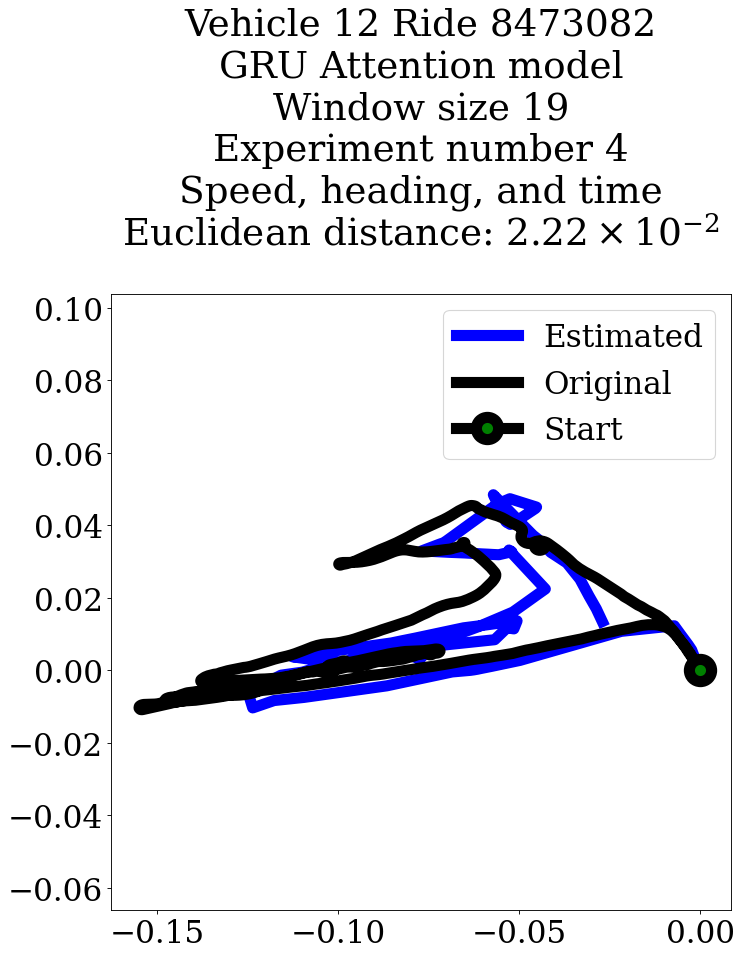 Vehicle 12 Ride 8473082
GRU Attention model
Window size 19
Experiment number 4
Speed, heading, and time
Euclidean distance: 2.22 × 10⁻²
Estimated
Original
Start
0.10
0.08
0.06
0.04
0.02
0.00
−0.02
−0.04
−0.06
−0.15 −0.10 −0.05 0.00